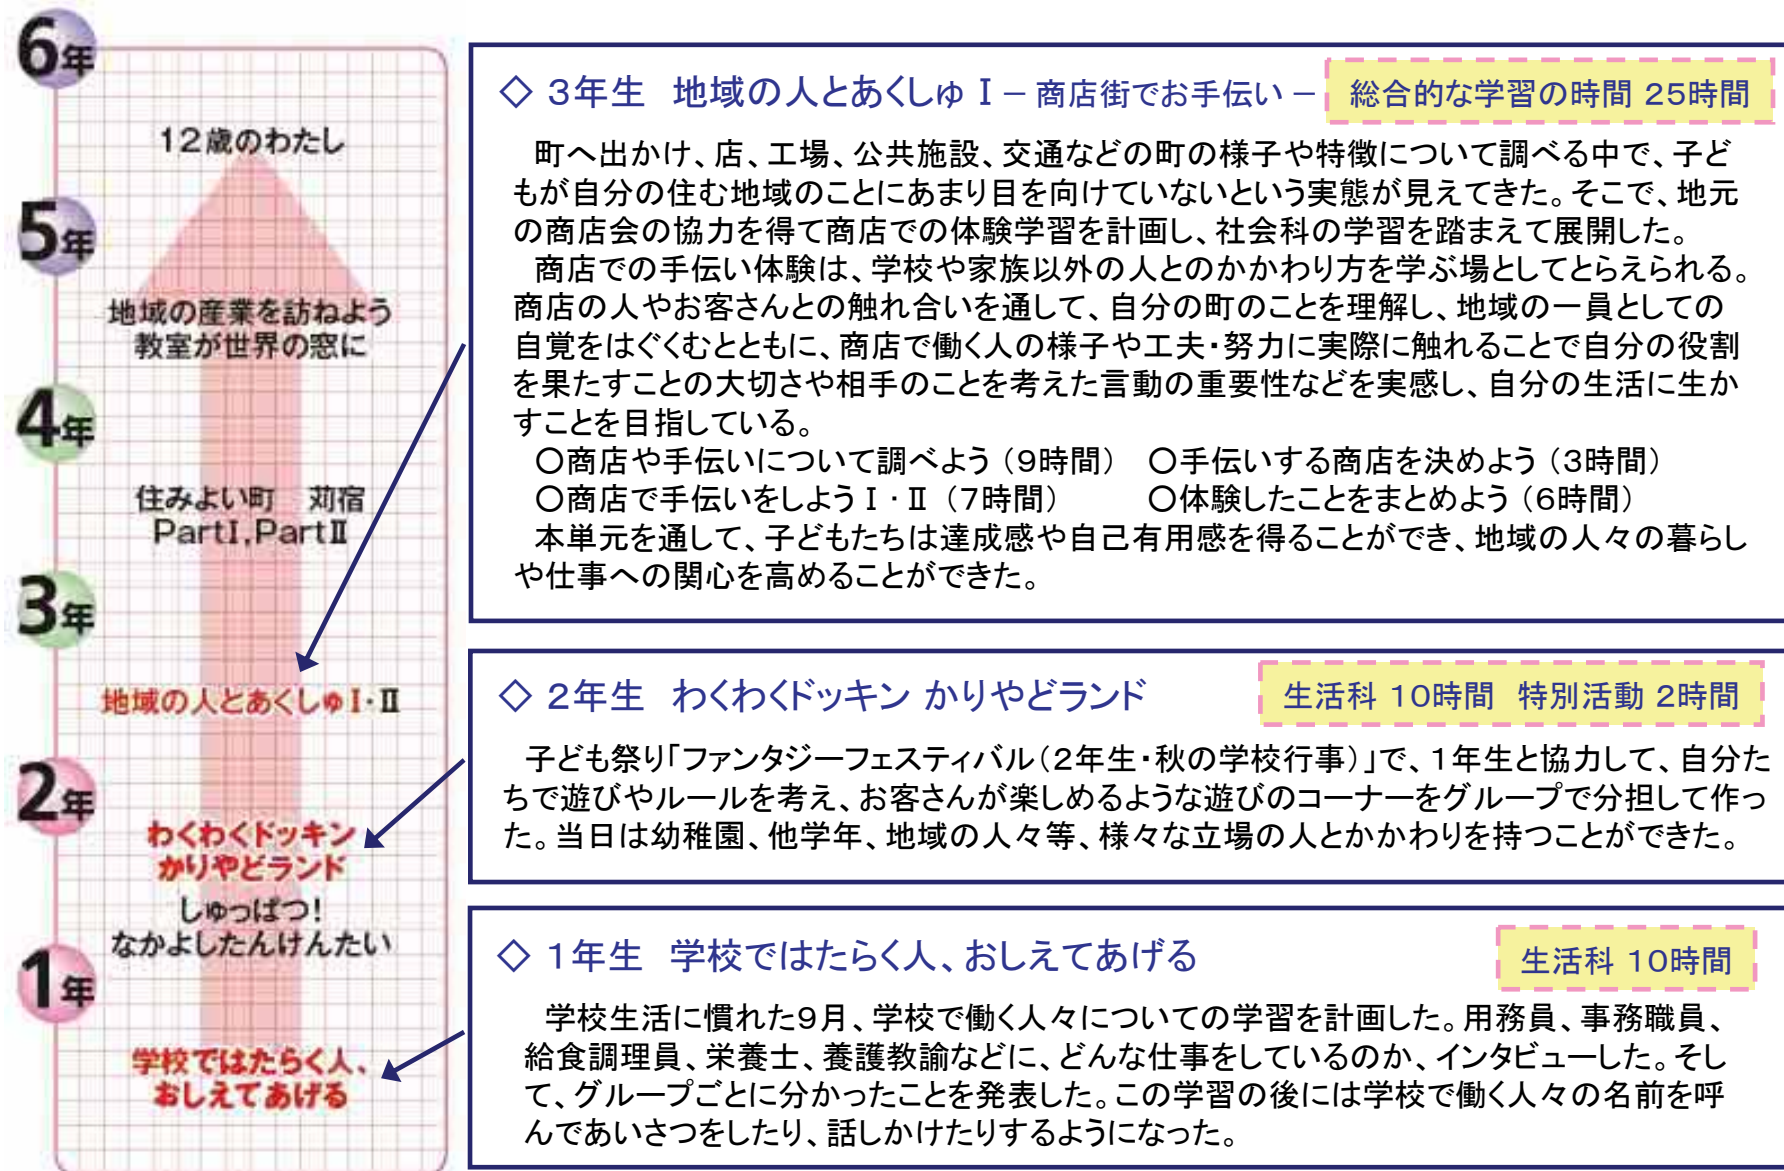 6年
12歳のわたし
5年
地域の産業を訪ねよう
教室が世界の窓に
4年
住みよい町　苅宿
PartⅠ,PartⅡ
3年
地域の人とあくしゅⅠ・Ⅱ
2年
わくわくドッキン
かりやどランド
しゅっぱつ！
なかよしたんけんたい
1年
学校ではたらく人、
おしえてあげる
◇ 3年生　地域の人とあくしゅ Ⅰ － 商店街でお手伝い －
総合的な学習の時間 25時間
町へ出かけ、店、工場、公共施設、交通などの町の様子や特徴について調べる中で、子ど
もが自分の住む地域のことにあまり目を向けていないという実態が見えてきた。そこで、地元
の商店会の協力を得て商店での体験学習を計画し、社会科の学習を踏まえて展開した。
商店での手伝い体験は、学校や家族以外の人とのかかわり方を学ぶ場としてとらえられる。
商店の人やお客さんとの触れ合いを通して、自分の町のことを理解し、地域の一員としての
自覚をはぐくむとともに、商店で働く人の様子や工夫・努力に実際に触れることで自分の役割
を果たすことの大切さや相手のことを考えた言動の重要性などを実感し、自分の生活に生か
すことを目指している。
○商店や手伝いについて調べよう（9時間）　○手伝いする商店を決めよう（3時間）
○商店で手伝いをしようⅠ・Ⅱ（7時間）　○体験したことをまとめよう（6時間）
本単元を通して、子どもたちは達成感や自己有用感を得ることができ、地域の人々の暮らし
や仕事への関心を高めることができた。
◇ 2年生　わくわくドッキン かりやどランド
生活科 10時間　特別活動 2時間
子ども祭り「ファンタジーフェスティバル（2年生・秋の学校行事）」で、1年生と協力して、自分た
ちで遊びやルールを考え、お客さんが楽しめるような遊びのコーナーをグループで分担して作っ
た。当日は幼稚園、他学年、地域の人々等、様々な立場の人とかかわりを持つことができた。
◇ 1年生　学校ではたらく人、おしえてあげる
生活科 10時間
学校生活に慣れた9月、学校で働く人々についての学習を計画した。用務員、事務職員、
給食調理員、栄養士、養護教諭などに、どんな仕事をしているのか、インタビューした。そし
て、グループごとに分かったことを発表した。この学習の後には学校で働く人々の名前を呼
んであいさつをしたり、話しかけたりするようになった。